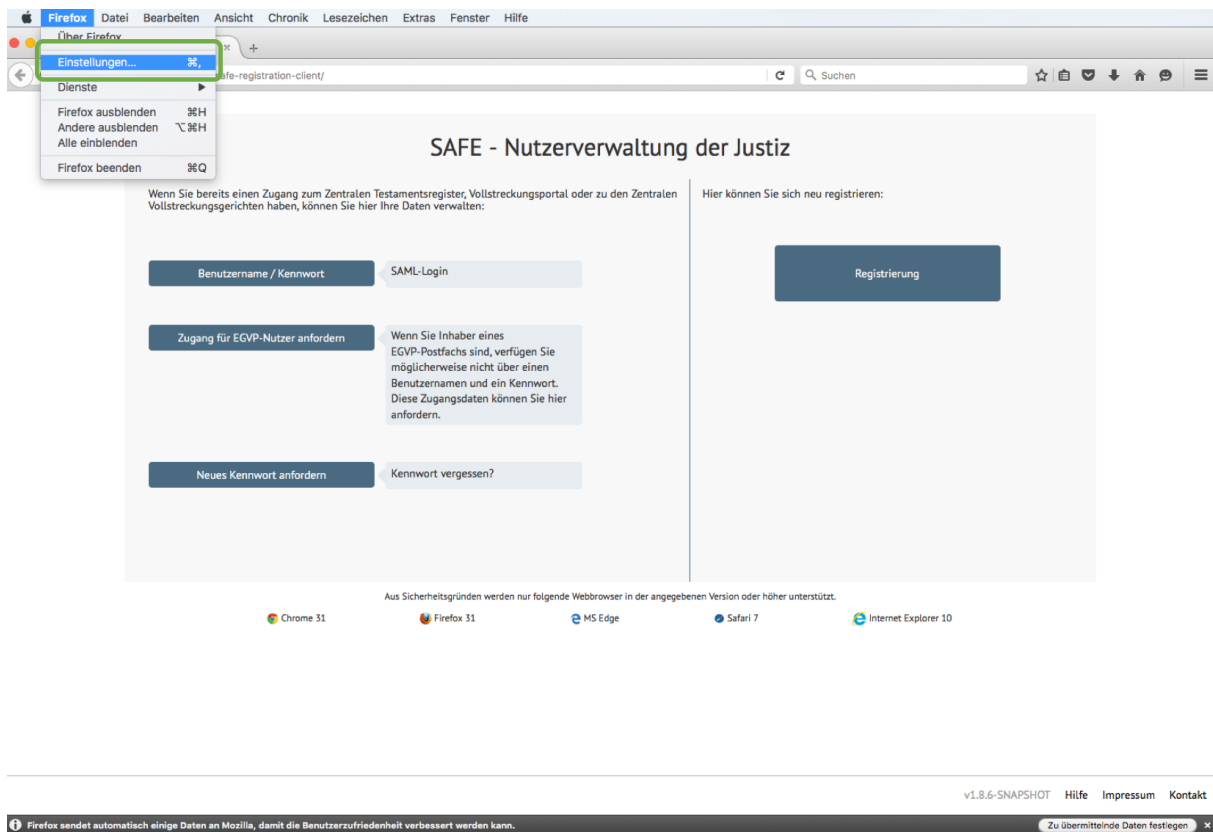 Firefox Datei Bearbeiten Ansicht Chronik Lesezeichen Extras Fenster Hilfe
Über Firefox
Einstellungen... ⌘,
Dienste
Firefox ausblenden ⌘H
Andere ausblenden ⌥⌘H
Alle einblenden
Firefox beenden ⌘Q
afe-registration-client/
Suchen
SAFE - Nutzerverwaltung der Justiz
Wenn Sie bereits einen Zugang zum Zentralen Testamentsregister, Vollstreckungsportal oder zu den Zentralen
Vollstreckungsgerichten haben, können Sie hier Ihre Daten verwalten:
Benutzername / Kennwort
SAML-Login
Zugang für EGVP-Nutzer anfordern
Wenn Sie Inhaber eines
EGVP-Postfachs sind, verfügen Sie
möglicherweise nicht über einen
Benutzernamen und ein Kennwort.
Diese Zugangsdaten können Sie hier
anfordern.
Neues Kennwort anfordern
Kennwort vergessen?
Hier können Sie sich neu registrieren:
Registrierung
Aus Sicherheitsgründen werden nur folgende Webbrowser in der angegebenen Version oder höher unterstützt.
Chrome 31 Firefox 31 MS Edge Safari 7 Internet Explorer 10
v1.8.6-SNAPSHOT Hilfe Impressum Kontakt
Firefox sendet automatisch einige Daten an Mozilla, damit die Benutzerzufriedenheit verbessert werden kann. Zu übermittelnde Daten festlegen